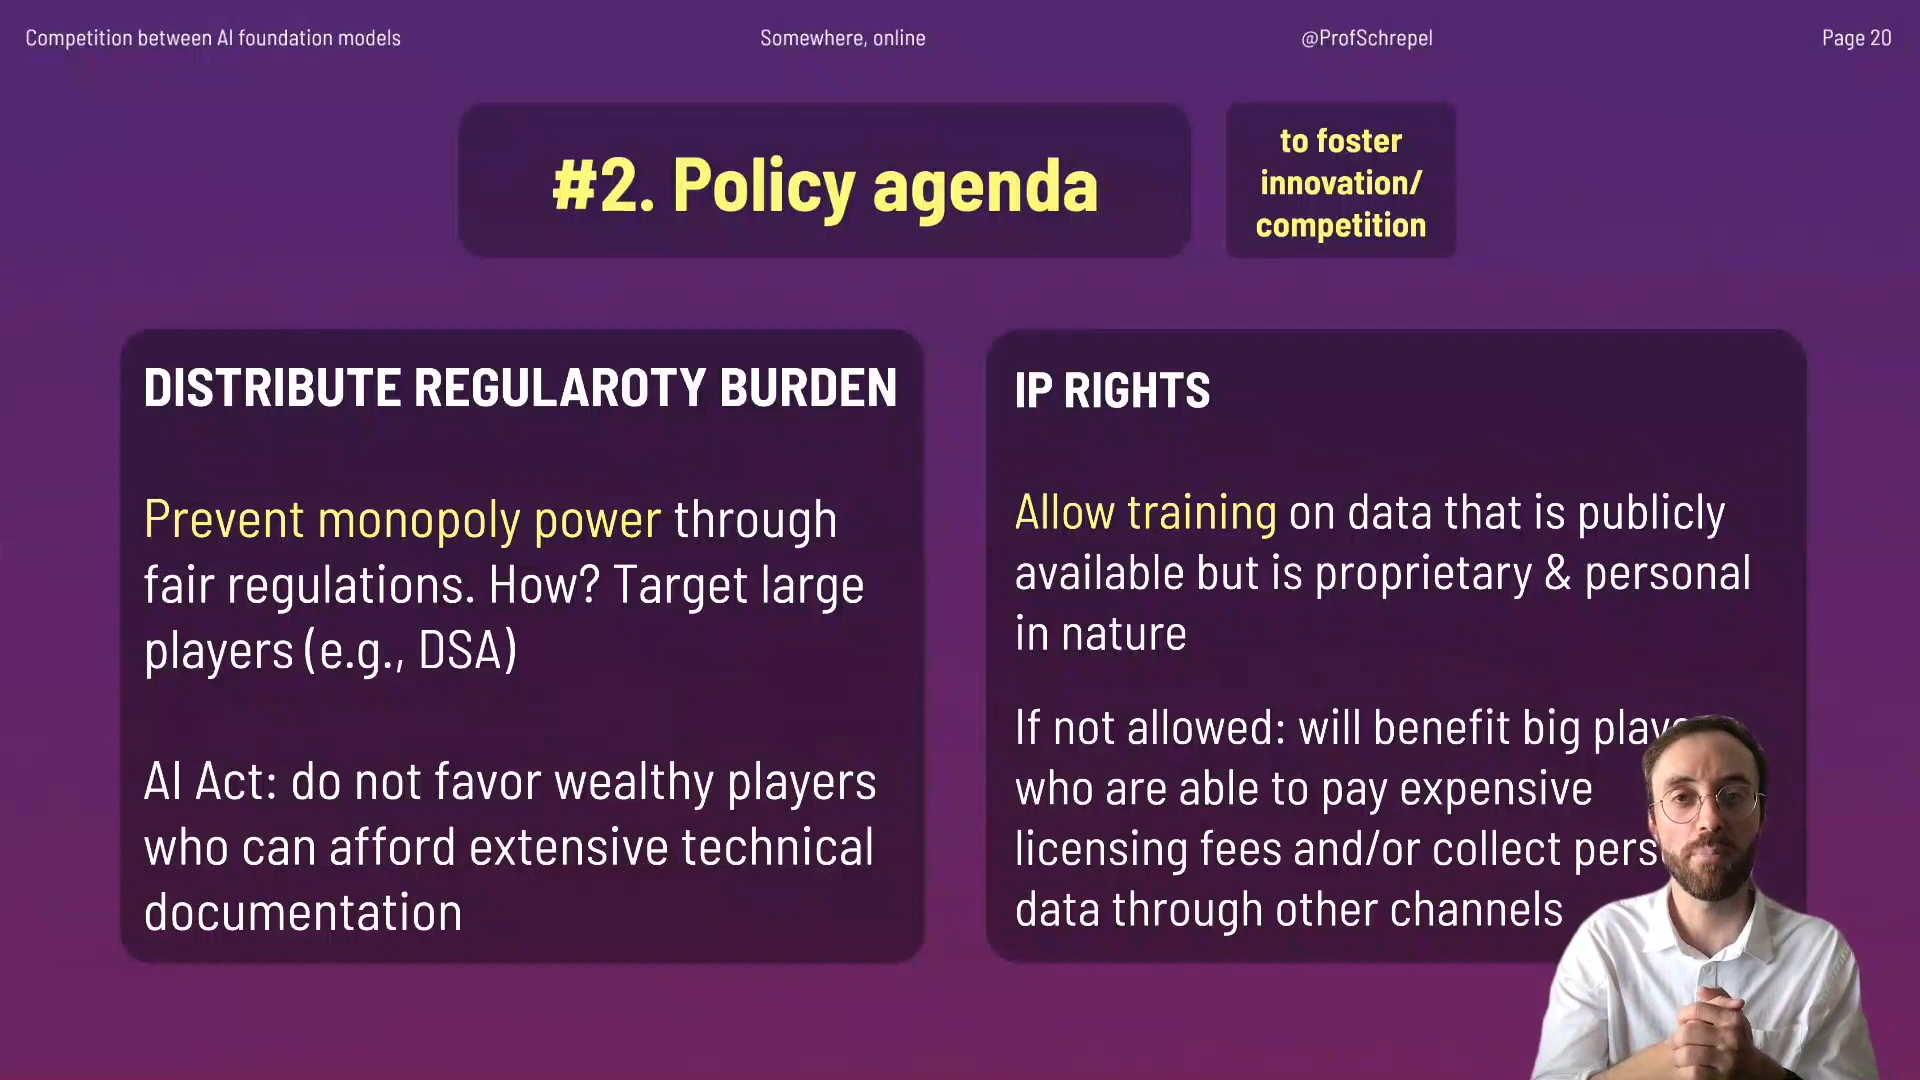 Competition between AI foundation models
Somewhere, online
@ProfSchrepel
Page 20
#2. Policy agenda
to foster
innovation/
competition
DISTRIBUTE REGULAROTY BURDEN
Prevent monopoly power through
fair regulations. How? Target large
players (e.g., DSA)
AI Act: do not favor wealthy players
who can afford extensive technical
documentation
IP RIGHTS
Allow training on data that is publicly
available but is proprietary & personal
in nature
If not allowed: will benefit big
who are able to pay expensive
licensing fees and/or collect
data through other channels